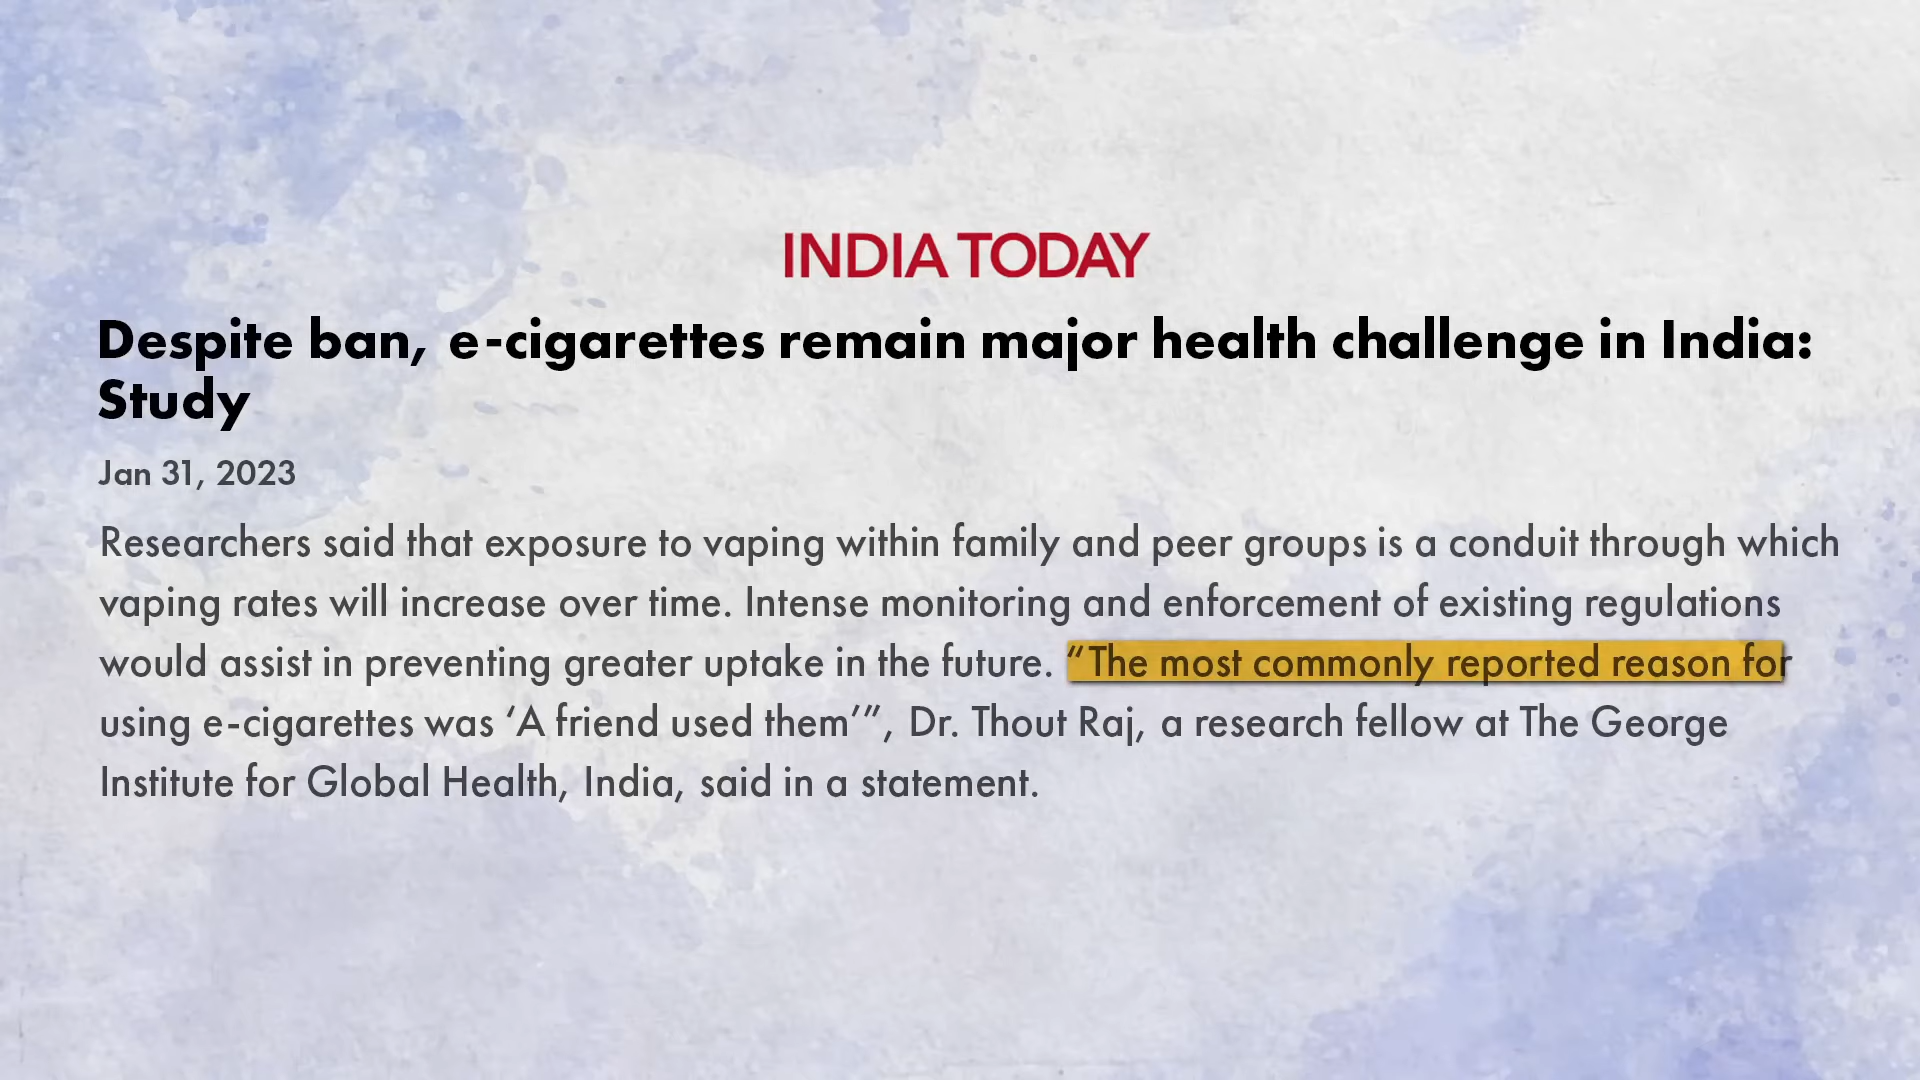 INDIA TODAY
Despite ban, e-cigarettes remain major health challenge in India:
Study
Jan 31, 2023
Researchers said that exposure to vaping within family and peer groups is a conduit through which
vaping rates will increase over time. Intense monitoring and enforcement of existing regulations
would assist in preventing greater uptake in the future. “The most commonly reported reason for
using e-cigarettes was ‘A friend used them’”, Dr. Thout Raj, a research fellow at The George
Institute for Global Health, India, said in a statement.